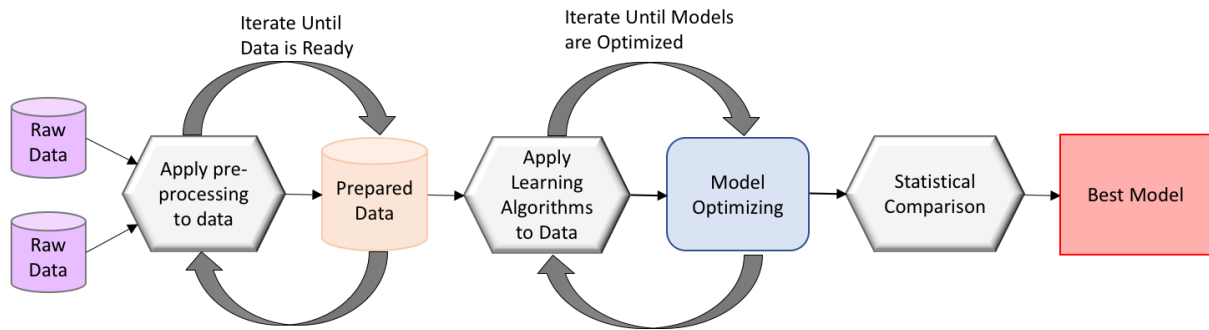 Iterate Until
Data is Ready
Iterate Until Models
are Optimized
Raw
Data
Raw
Data
Apply pre-
processing
to data
Prepared
Data
Apply
Learning
Algorithms
to Data
Model
Optimizing
Statistical
Comparison
Best Model